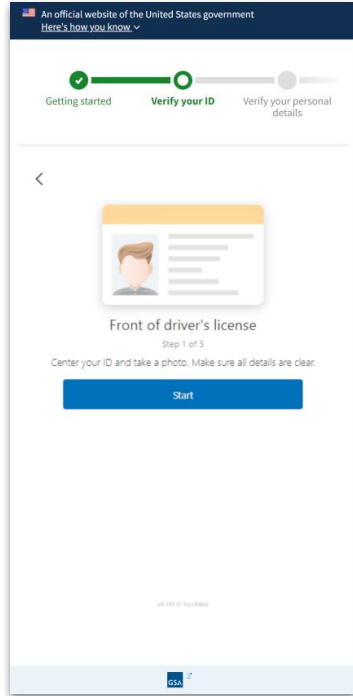 An official website of the United States government
Here's how you know
Getting started
Verify your ID
Verify your personal
details
Front of driver's license
Step 1 of 3
Center your ID and take a photo. Make sure all details are clear.
Start
GSA